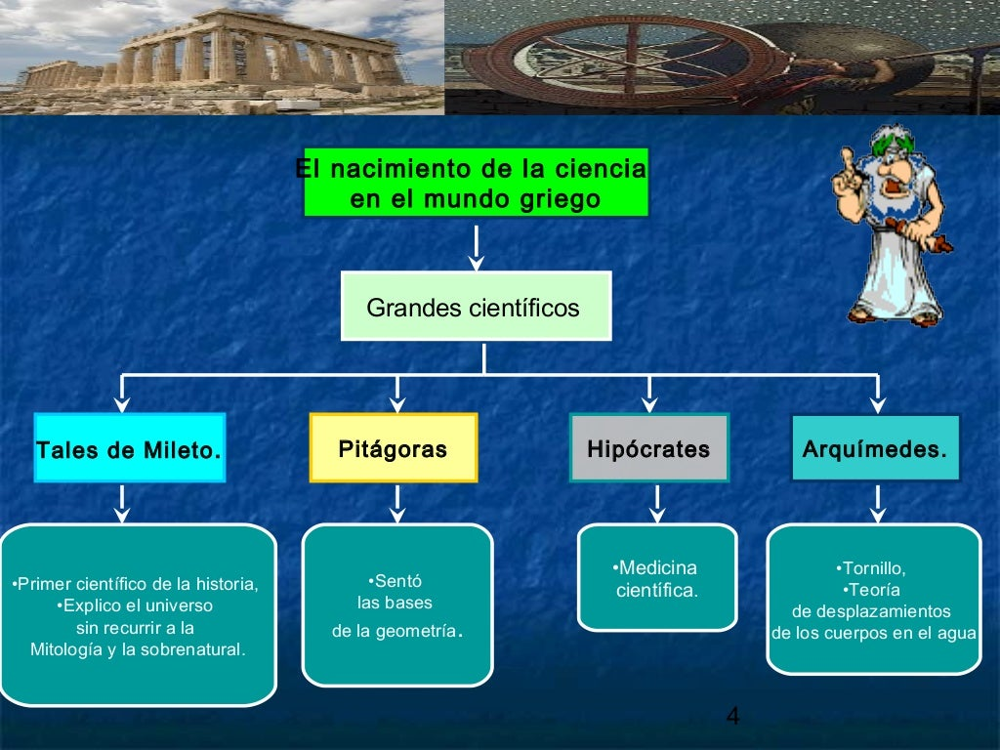 El nacimiento de la ciencia
en el mundo griego
Grandes científicos
Tales de Mileto.
Pitágoras
Hipócrates
Arquímedes.
•Primer científico de la historia,
•Explico el universo
sin recurrir a la
Mitología y la sobrenatural.
•Sentó
las bases
de la geometría.
•Medicina
científica.
•Tornillo,
•Teoría
de desplazamientos
de los cuerpos en el agua
4